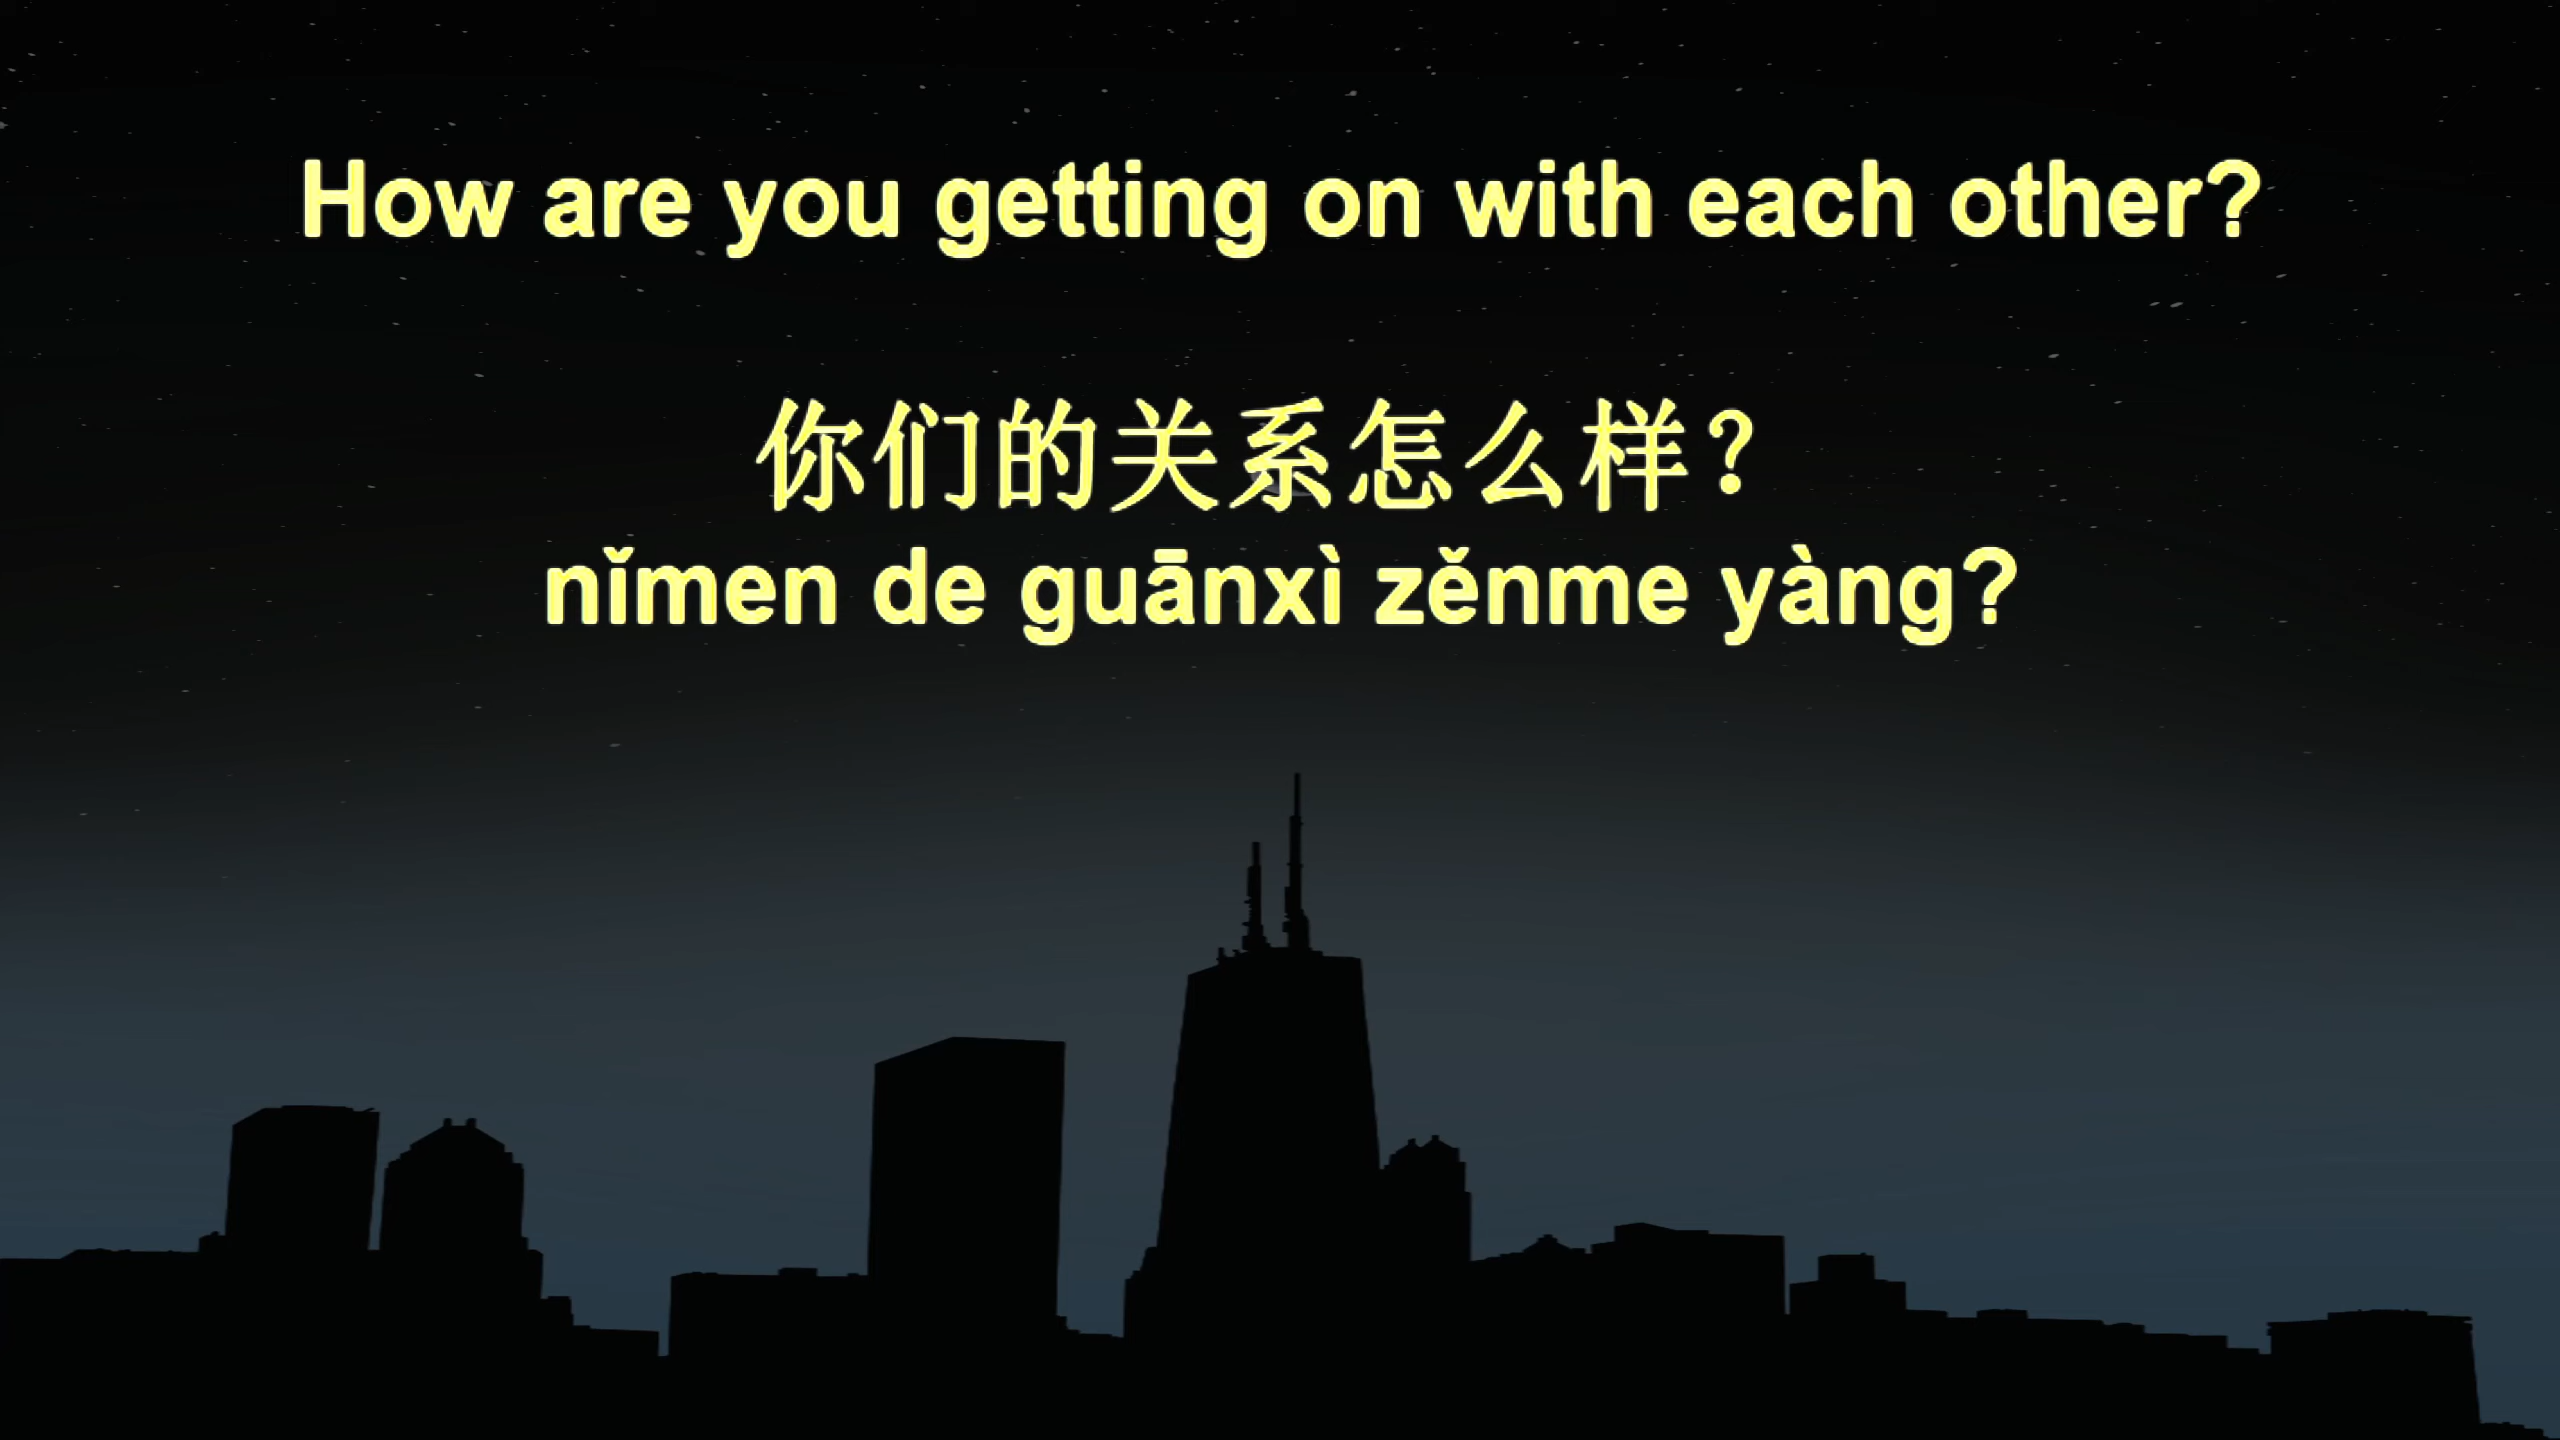 How are you getting on with each other?
你们的关系怎么样？
nǐmen de guānxì zěnme yàng?